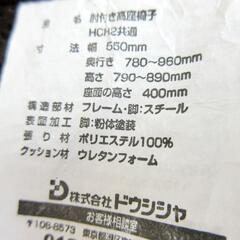 品名 肘付き高座椅子
HCH2共通
寸法 幅 550mm
奥行き 780~960mm
高さ 790~890mm
座面の高さ 400mm
構造部材 フレーム・脚:スチール
表面加工 脚:粉体塗装
張り材 ポリエステル100%
クッション材 ウレタンフォーム
株式会社ドウシシャ
お客様相談室
〒108-8573